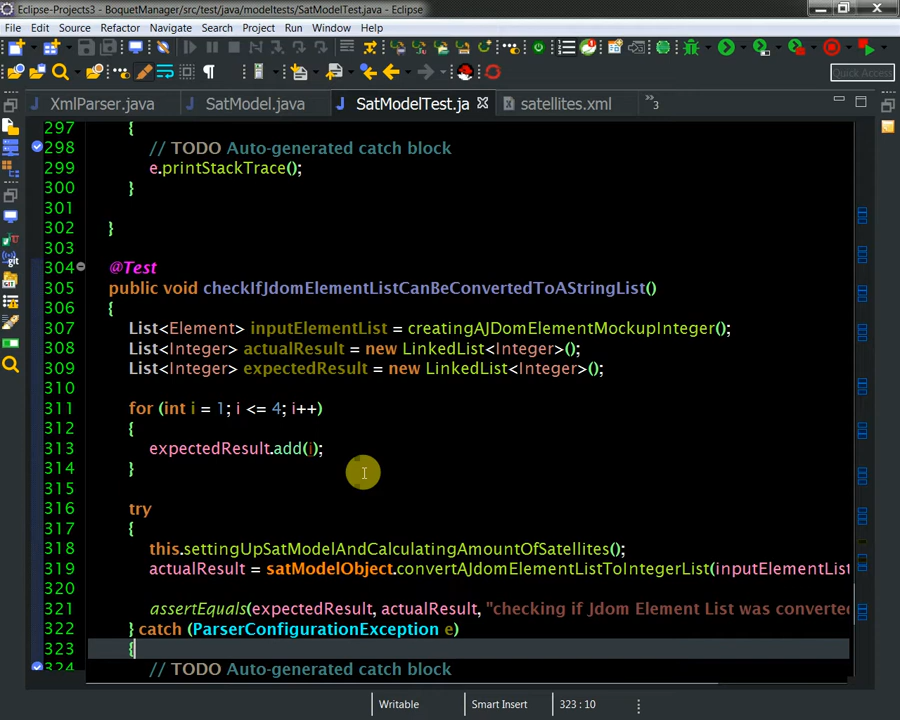 Eclipse-Projects3 - BoquetManager/src/test/java/modeltests/SatModelTest.java - Eclipse
File Edit Source Refactor Navigate Search Project Run Window Help
Quick Access
XmlParser.java SatModel.java SatModelTest.ja satellites.xml 3
297 {
298 // TODO Auto-generated catch block
299 e.printStackTrace();
300 }
301
302 }
303
304 @Test
305 public void checkIfJdomElementListCanBeConvertedToAStringList()
306 {
307 List<Element> inputElementList = creatingAJDomElementMockupInteger();
308 List<Integer> actualResult = new LinkedList<Integer>();
309 List<Integer> expectedResult = new LinkedList<Integer>();
310
311 for (int i = 1; i <= 4; i++)
312 {
313 expectedResult.add(i);
314 }
315
316 try
317 {
318 this.settingUpSatModelAndCalculatingAmountOfSatellites();
319 actualResult = satModelObject.convertAJdomElementListToIntegerList(inputElementList
320
321 assertEquals(expectedResult, actualResult, "checking if Jdom Element List was converte
322 } catch (ParserConfigurationException e)
323 {
324 // TODO Auto-generated catch block
Writable Smart Insert 323 : 10